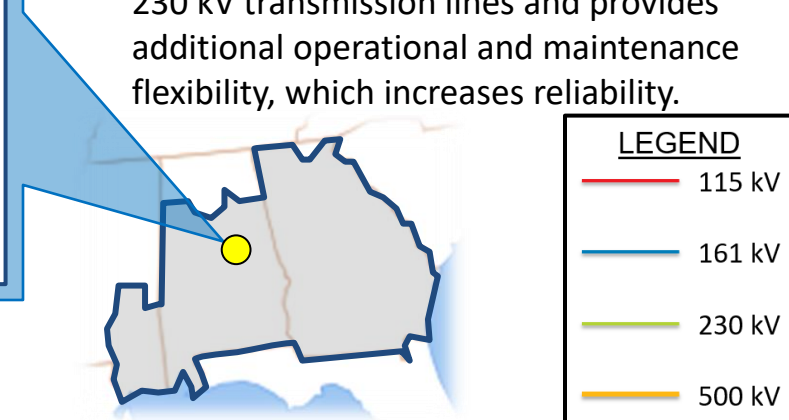 230 kV transmission lines and provides
additional operational and maintenance
flexibility, which increases reliability.
LEGEND
115 kV
161 kV
230 kV
500 kV